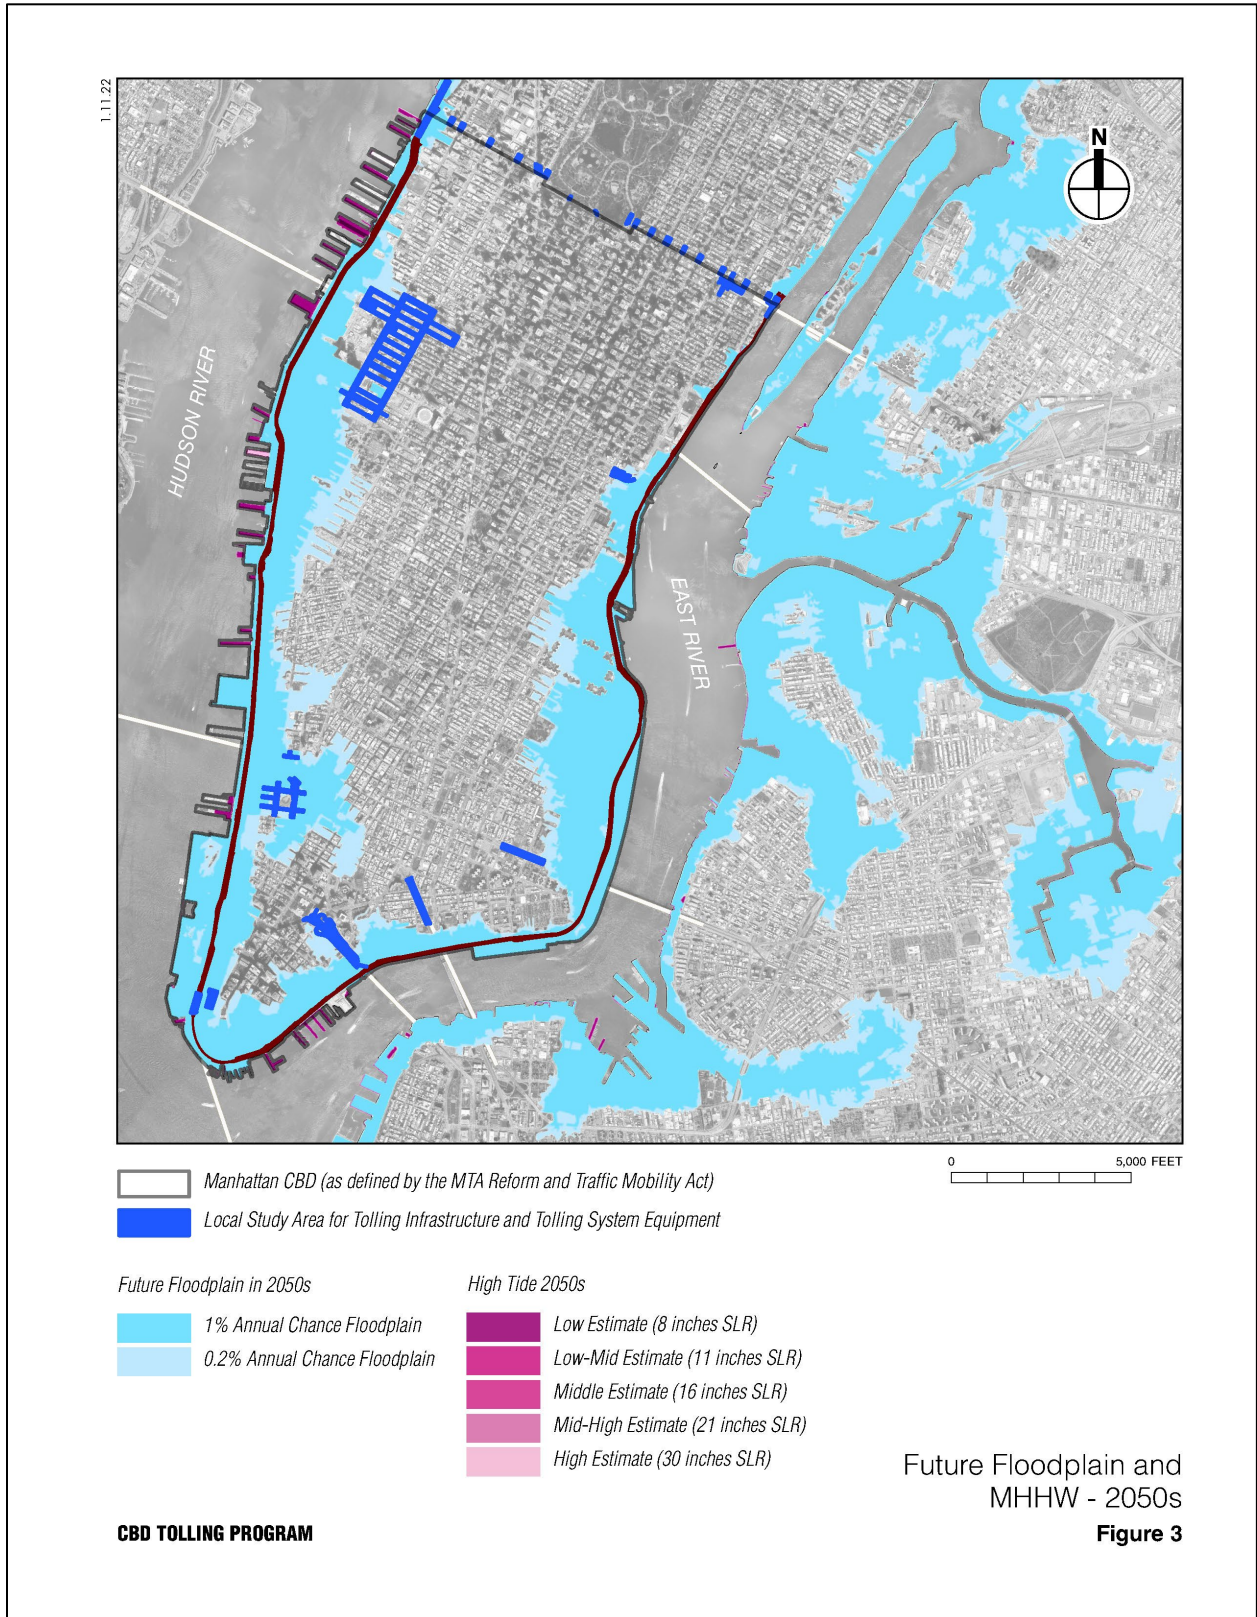 1.11.22
N
HUDSON RIVER
EAST RIVER
0 5,000 FEET
Manhattan CBD (as defined by the MTA Reform and Traffic Mobility Act)
Local Study Area for Tolling Infrastructure and Tolling System Equipment
Future Floodplain in 2050s
1% Annual Chance Floodplain
0.2% Annual Chance Floodplain
High Tide 2050s
Low Estimate (8 inches SLR)
Low-Mid Estimate (11 inches SLR)
Middle Estimate (16 inches SLR)
Mid-High Estimate (21 inches SLR)
High Estimate (30 inches SLR)
Future Floodplain and
MHHW - 2050s
CBD TOLLING PROGRAM
Figure 3